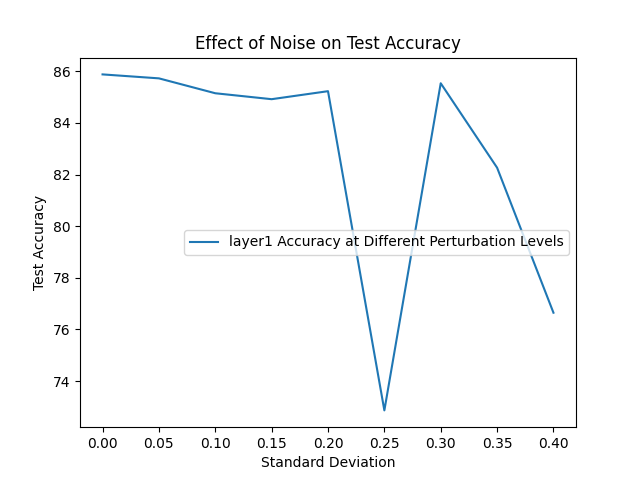 Effect of Noise on Test Accuracy
86
84
82
80
78
76
74
Test Accuracy
layer1 Accuracy at Different Perturbation Levels
0.00 0.05 0.10 0.15 0.20 0.25 0.30 0.35 0.40
Standard Deviation